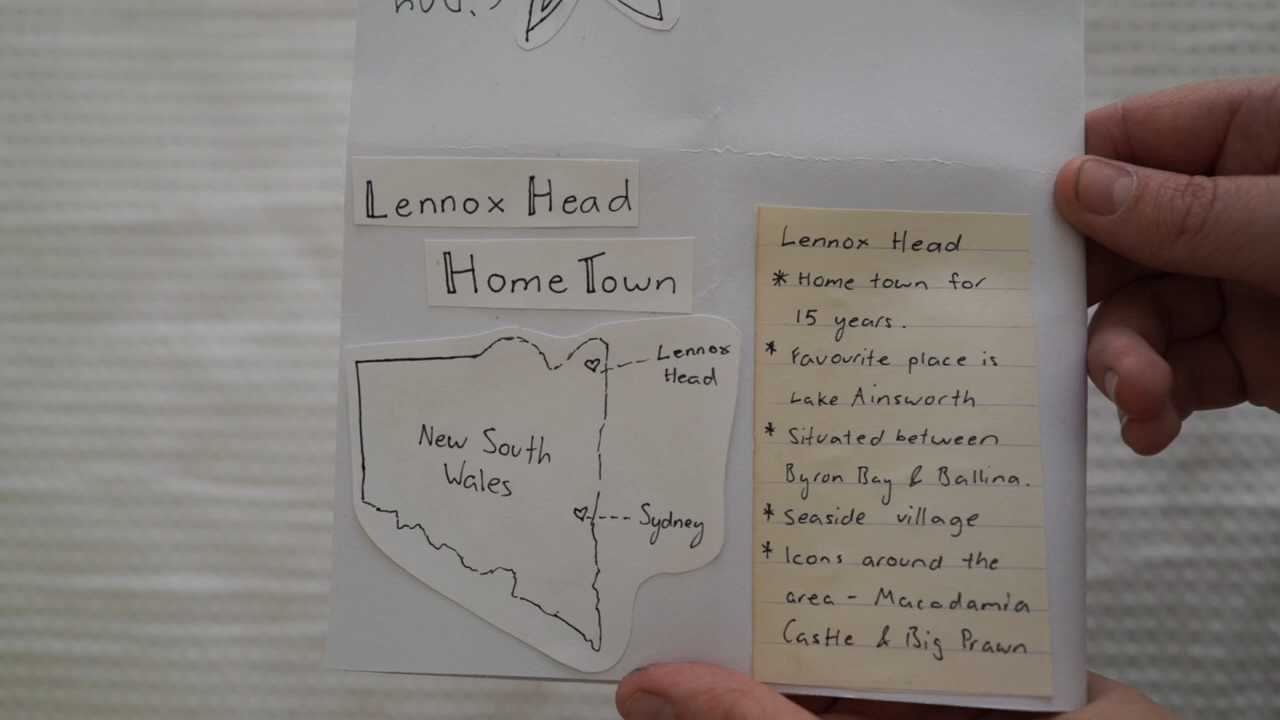 Lennox Head
Home Town
Lennox
Head
New South
Wales
Sydney
Lennox Head
* Home town for
15 years.
* Favourite place is
Lake Ainsworth
* Situated between
Byron Bay & Ballina.
* Seaside village
* Icons around the
area - Macadamia
Castle & Big Prawn